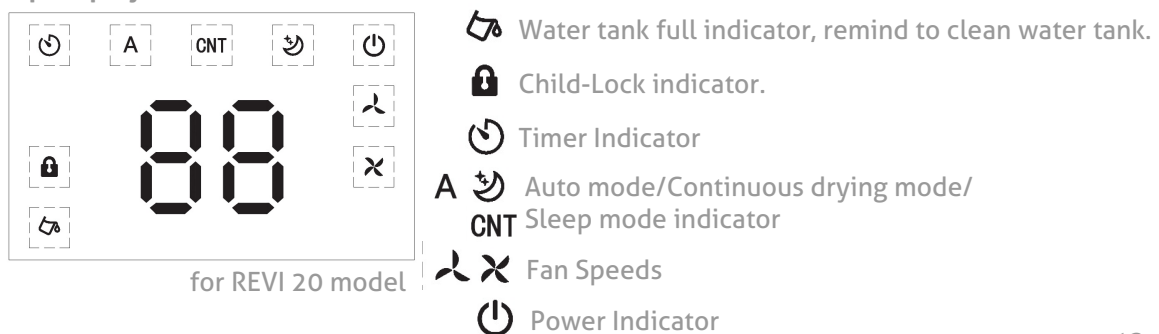 A CNT
88
for REVI 20 model
Water tank full indicator, remind to clean water tank.
Child-Lock indicator.
Timer Indicator
A Auto mode/Continuous drying mode/
CNT Sleep mode indicator
Fan Speeds
Power Indicator